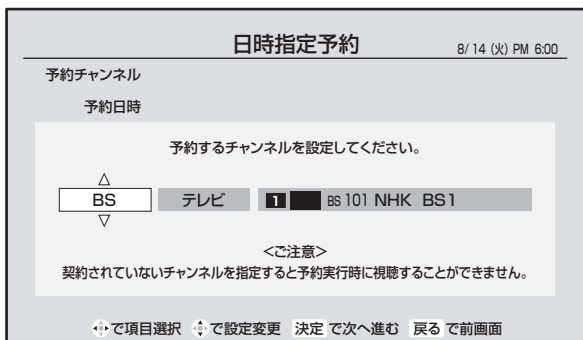 日時指定予約
8/ 14 (火) PM 6:00
予約チャンネル
予約日時
予約するチャンネルを設定してください。
△
BS テレビ 1 BS 101 NHK BS1
▽
<ご注意>
契約されていないチャンネルを指定すると予約実行時に視聴することができません。
で項目選択 で設定変更 決定 で次へ進む 戻る で前画面